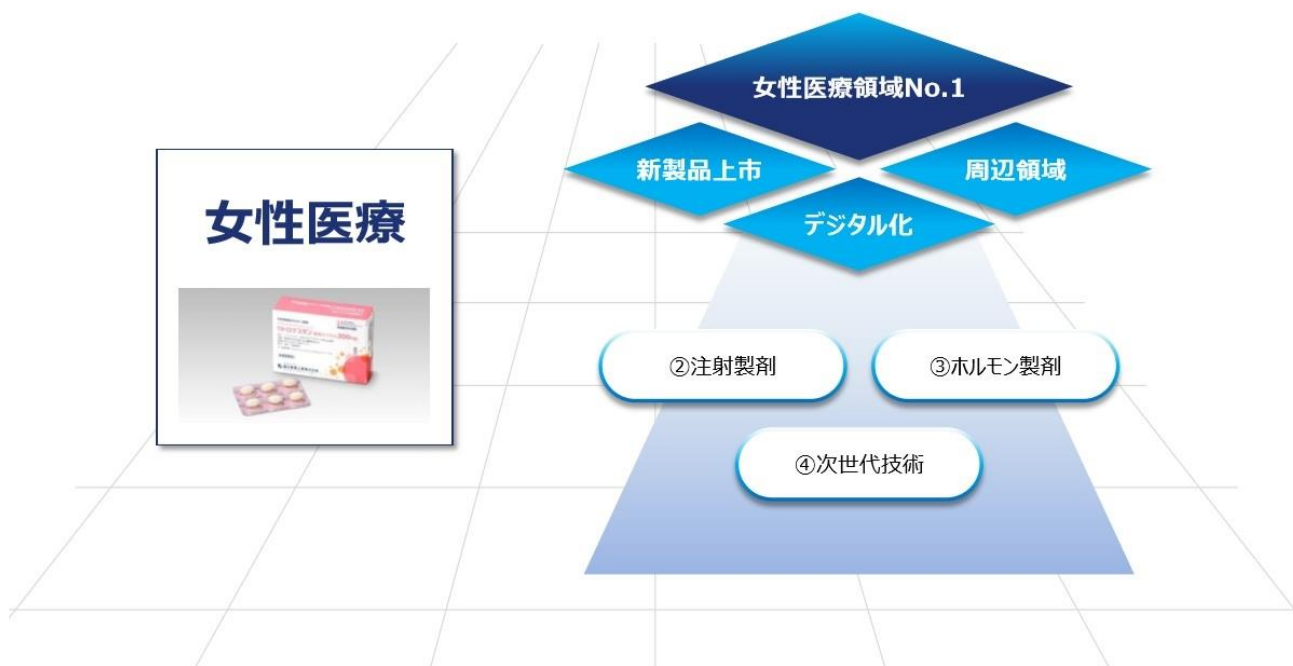 女性医療領域No.1
新製品上市
周辺領域
デジタル化
女性医療
②注射製剤
③ホルモン製剤
④次世代技術